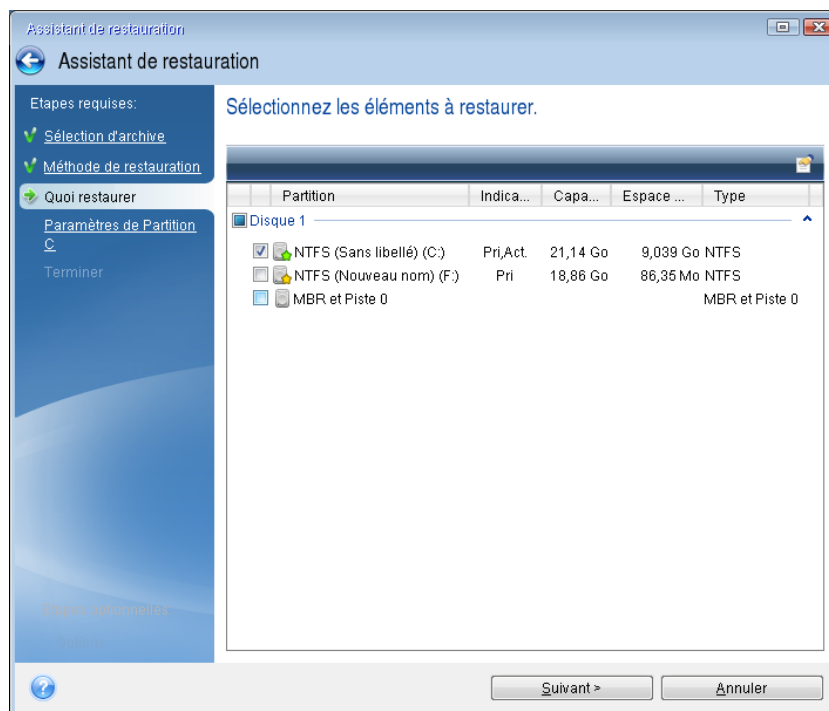 Assistant de restauration
Assistant de restauration
Etapes requises:
Sélection d'archive
Méthode de restauration
Quoi restaurer
Paramètres de Partition
C
Terminer
Sélectionnez les éléments à restaurer.
Partition Indica... Capa... Espace ... Type
Disque 1
NTFS (Sans libellé) (C:) Pri,Act. 21,14 Go 9,039 Go NTFS
NTFS (Nouveau nom) (F:) Pri 18,86 Go 86,35 Mo NTFS
MBR et Piste 0 MBR et Piste 0
Suivant >
Annuler